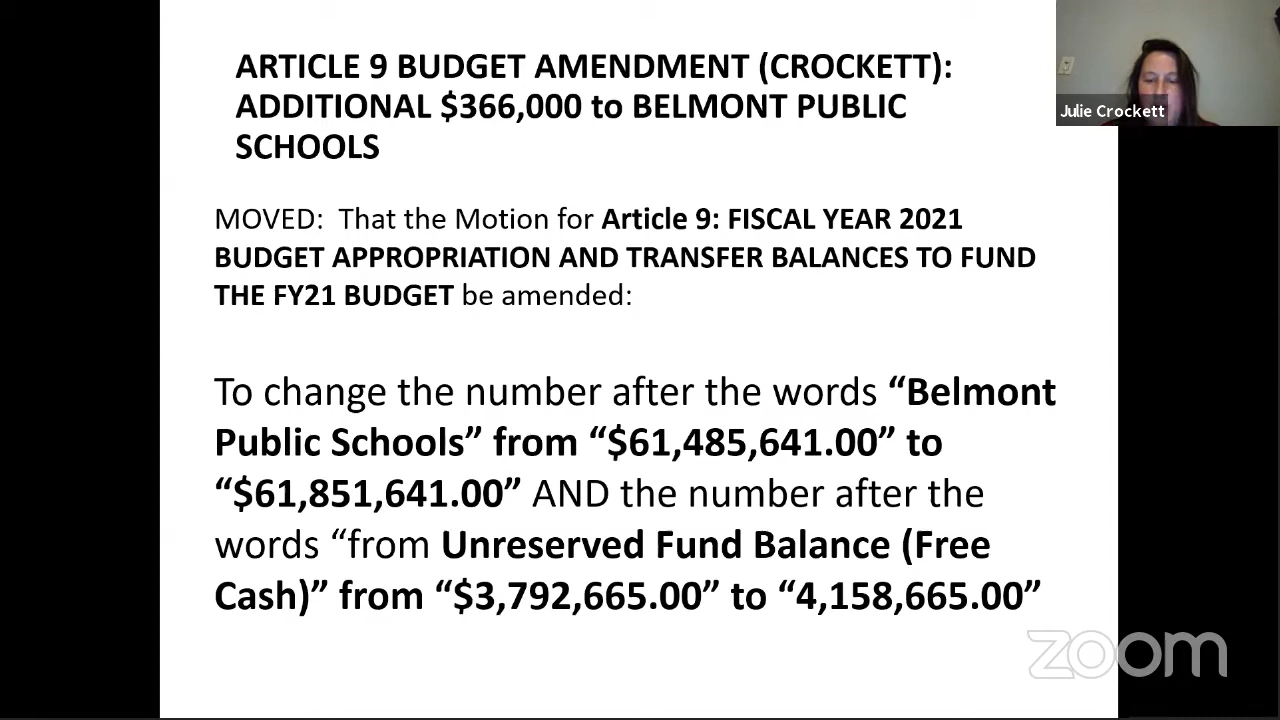 ARTICLE 9 BUDGET AMENDMENT (CROCKETT):
ADDITIONAL $366,000 to BELMONT PUBLIC
SCHOOLS
Julie Crockett
MOVED:  That the Motion for Article 9: FISCAL YEAR 2021
BUDGET APPROPRIATION AND TRANSFER BALANCES TO FUND
THE FY21 BUDGET be amended:
To change the number after the words “Belmont
Public Schools” from “$61,485,641.00” to
“$61,851,641.00” AND the number after the
words “from Unreserved Fund Balance (Free
Cash)” from “$3,792,665.00” to “4,158,665.00”
zoom